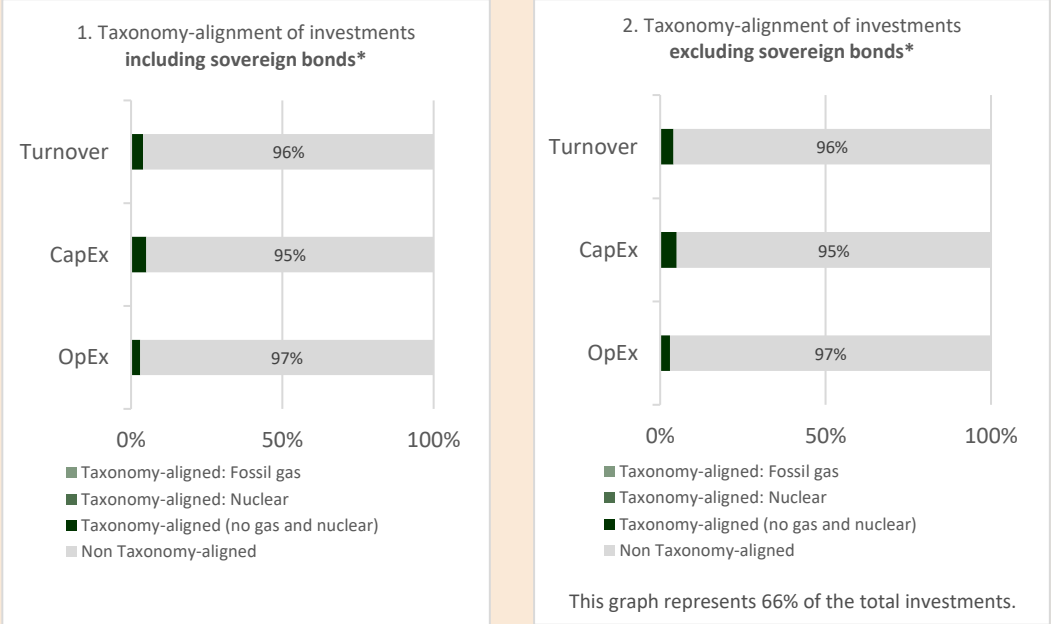 1. Taxonomy-alignment of investments
including sovereign bonds*
Turnover
96%
CapEx
95%
OpEx
97%
0%
50%
100%
Taxonomy-aligned: Fossil gas
Taxonomy-aligned: Nuclear
Taxonomy-aligned (no gas and nuclear)
Non Taxonomy-aligned
2. Taxonomy-alignment of investments
excluding sovereign bonds*
Turnover
96%
CapEx
95%
OpEx
97%
0%
50%
100%
Taxonomy-aligned: Fossil gas
Taxonomy-aligned: Nuclear
Taxonomy-aligned (no gas and nuclear)
Non Taxonomy-aligned
This graph represents 66% of the total investments.